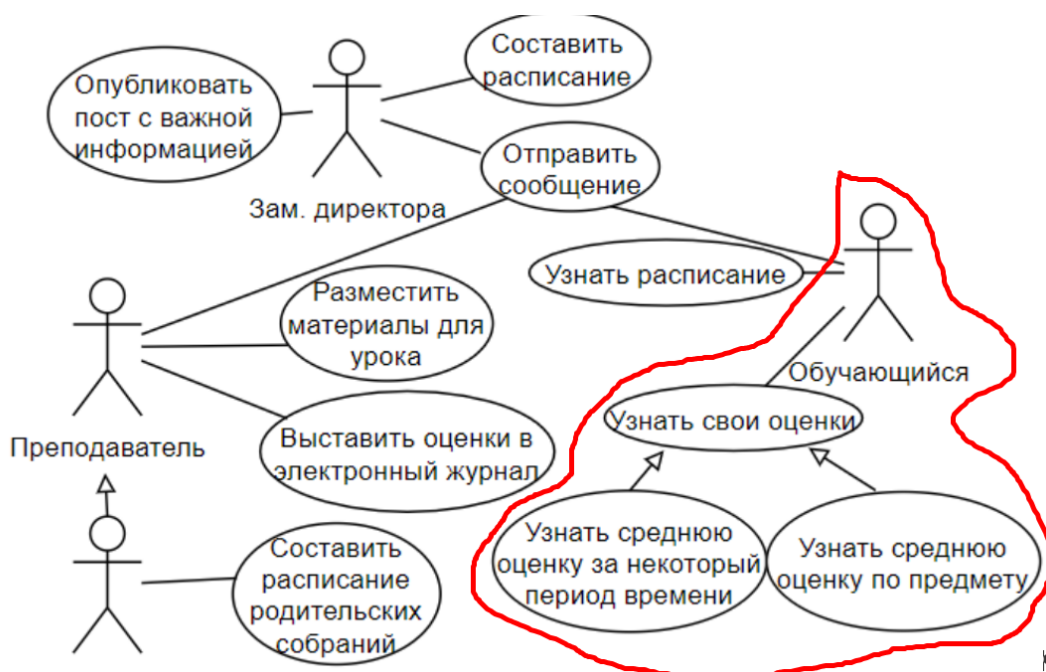 Опубликовать
пост с важной
информацией
Составить
расписание
Отправить
сообщение
Зам. директора
Узнать расписание
Разместить
материалы для
урока
Обучающийся
Узнать свои оценки
Выставить оценки в
электронный журнал
Преподаватель
Узнать среднюю
оценку за некоторый
период времени
Узнать среднюю
оценку по предмету
Составить
расписание
родительских
собраний